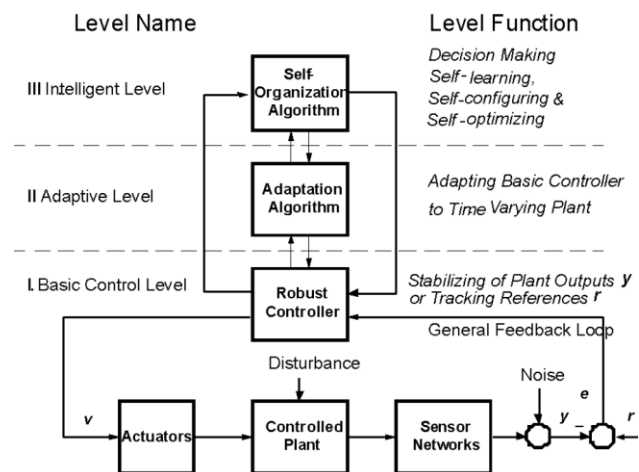 Level Name
Level Function
III Intelligent Level
Self-
Organization
Algorithm
Decision Making
Self-learning,
Self-configuring &
Self-optimizing
II Adaptive Level
Adaptation
Algorithm
Adapting Basic Controller
to Time Varying Plant
I. Basic Control Level
Robust
Controller
Stabilizing of Plant Outputs y
or Tracking References r
General Feedback Loop
Disturbance
Noise
e
v
Actuators
Controlled
Plant
Sensor
Networks
y
_
r